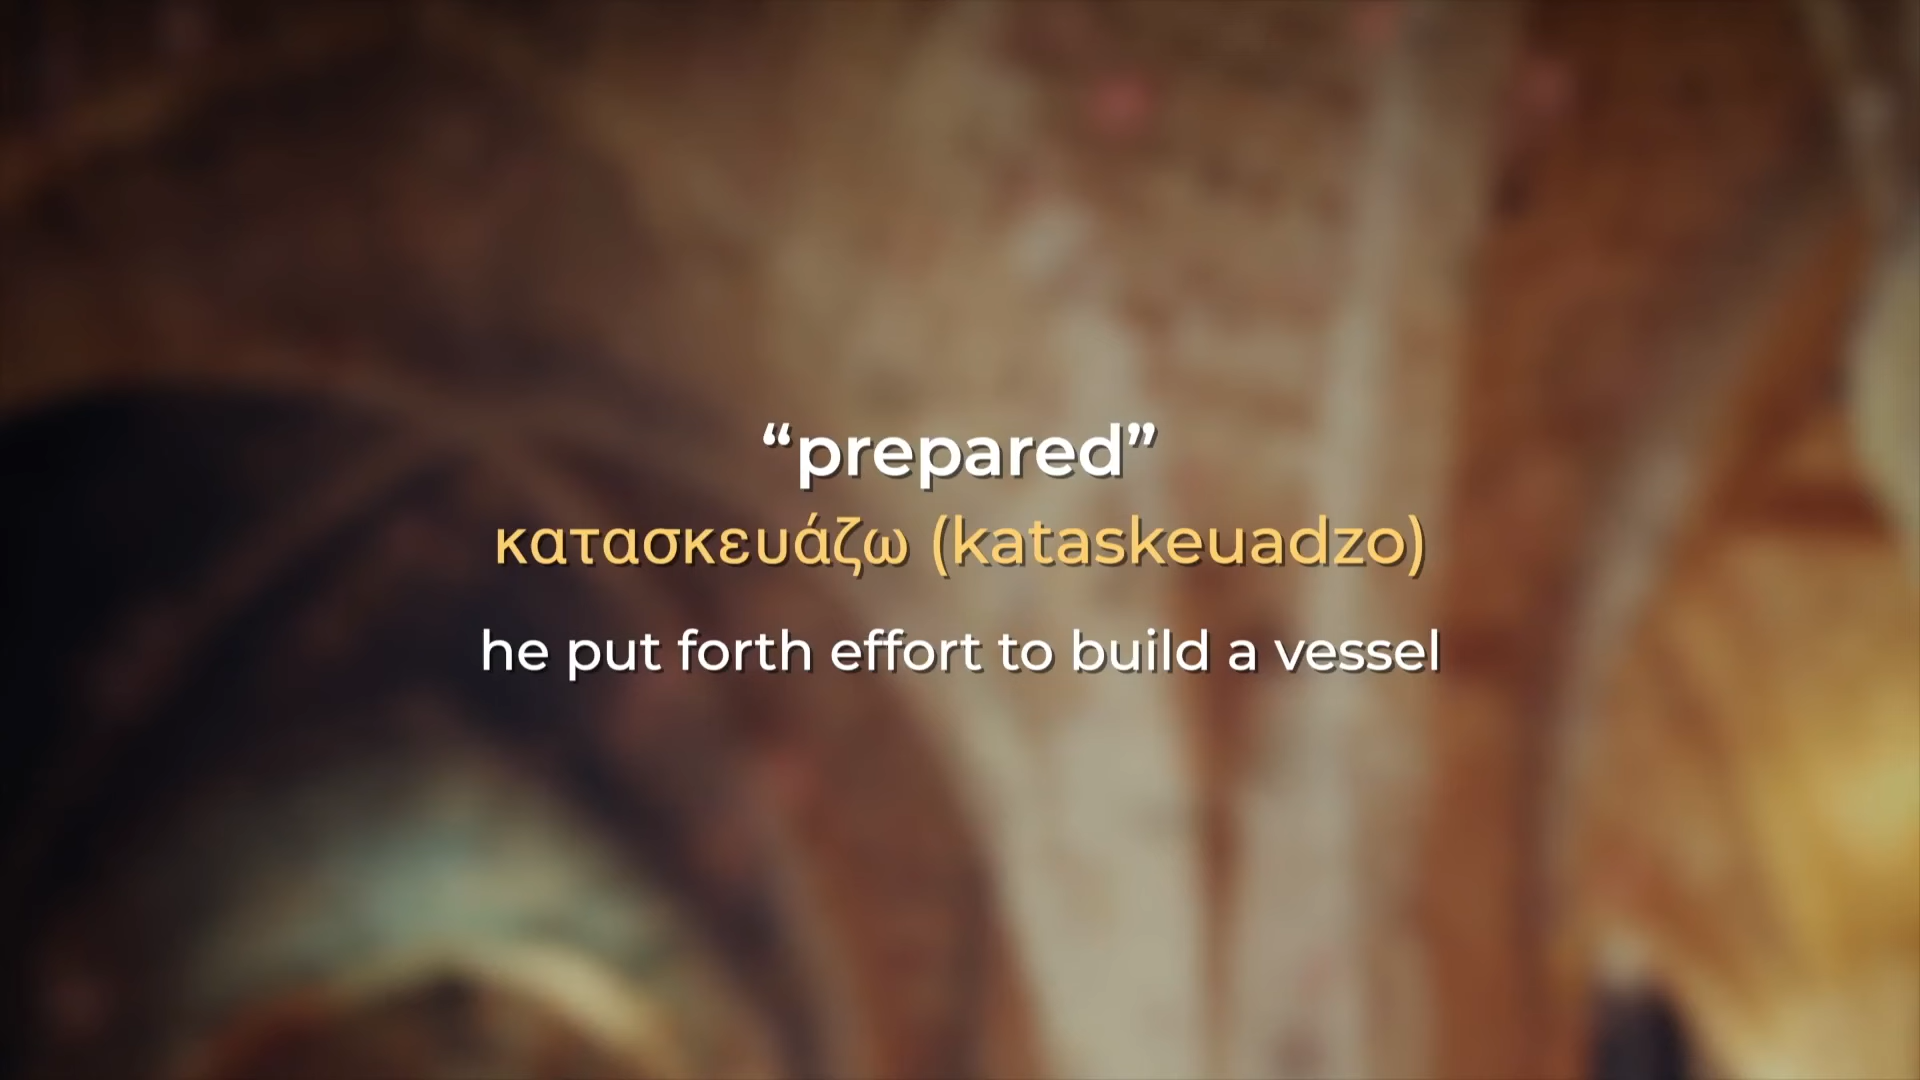 “prepared”
κατασκευάζω (kataskeuadzo)
he put forth effort to build a vessel